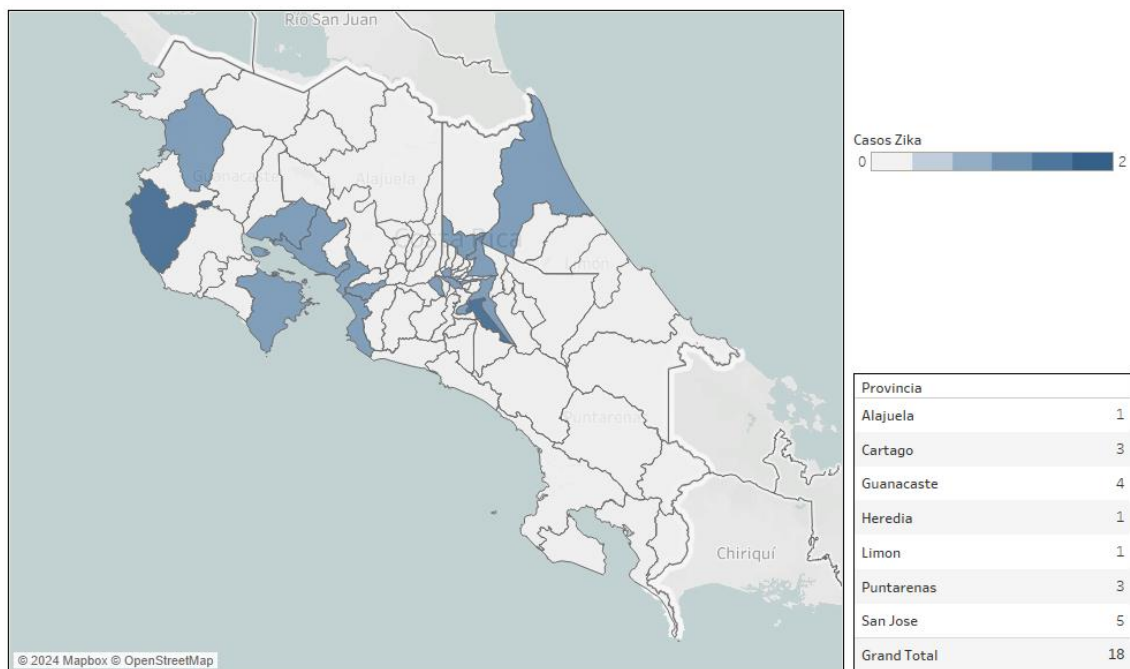 Río San Juan
Guanacaste
Alajuela
Costa Rica
Limón
Puntarenas
Chiriquí
© 2024 Mapbox © OpenStreetMap
Casos Zika
0 2
Provincia
Alajuela 1
Cartago 3
Guanacaste 4
Heredia 1
Limon 1
Puntarenas 3
San Jose 5
Grand Total 18